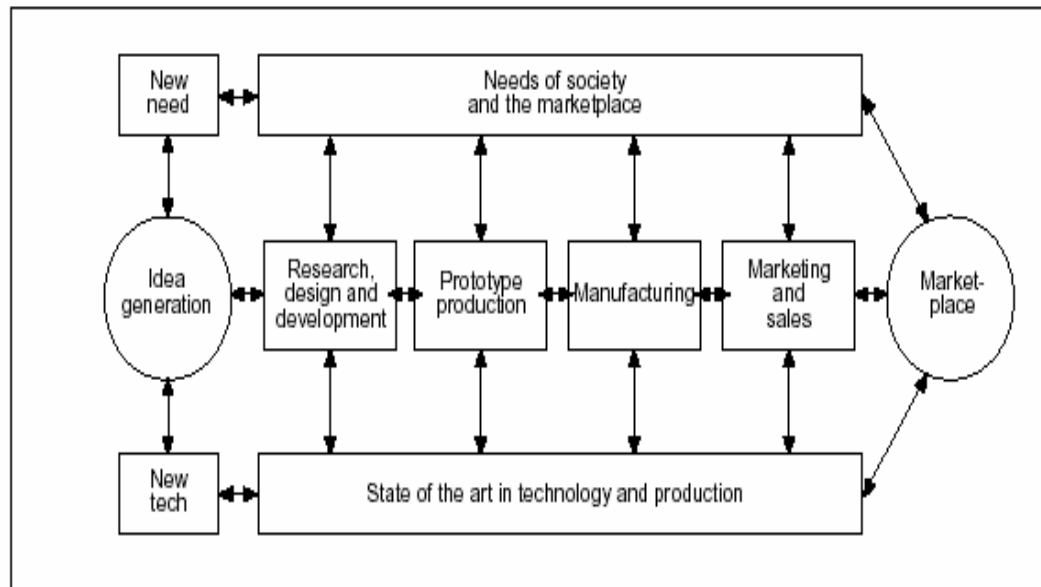 New
need
Needs of society
and the marketplace
Idea
generation
Research,
design and
development
Prototype
production
Manufacturing
Marketing
and
sales
Market-
place
New
tech
State of the art in technology and production